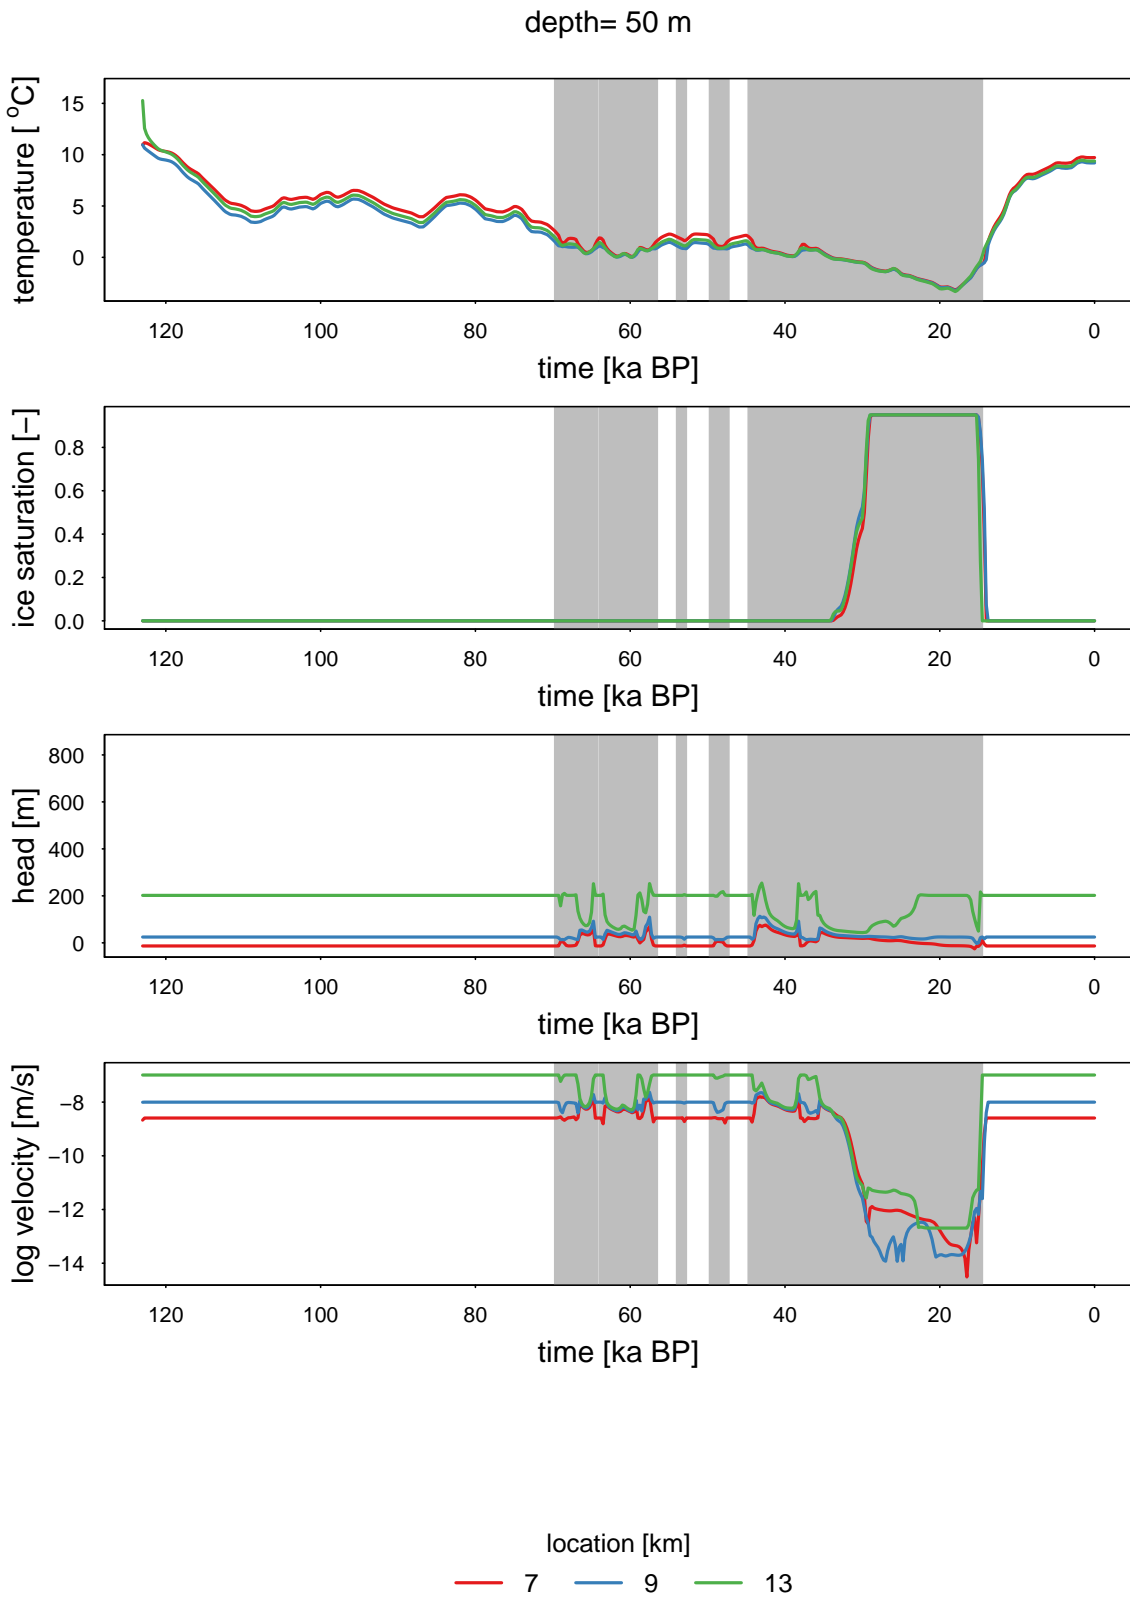 depth= 50 m
temperature [ °C]
15
10
5
0
120 100 80 60 40 20 0
time [ka BP]
ice saturation [−]
0.8
0.6
0.4
0.2
0.0
120 100 80 60 40 20 0
time [ka BP]
head [m]
800
600
400
200
0
120 100 80 60 40 20 0
time [ka BP]
log velocity [m/s]
−8
−10
−12
−14
120 100 80 60 40 20 0
time [ka BP]
location [km]
7 9 13